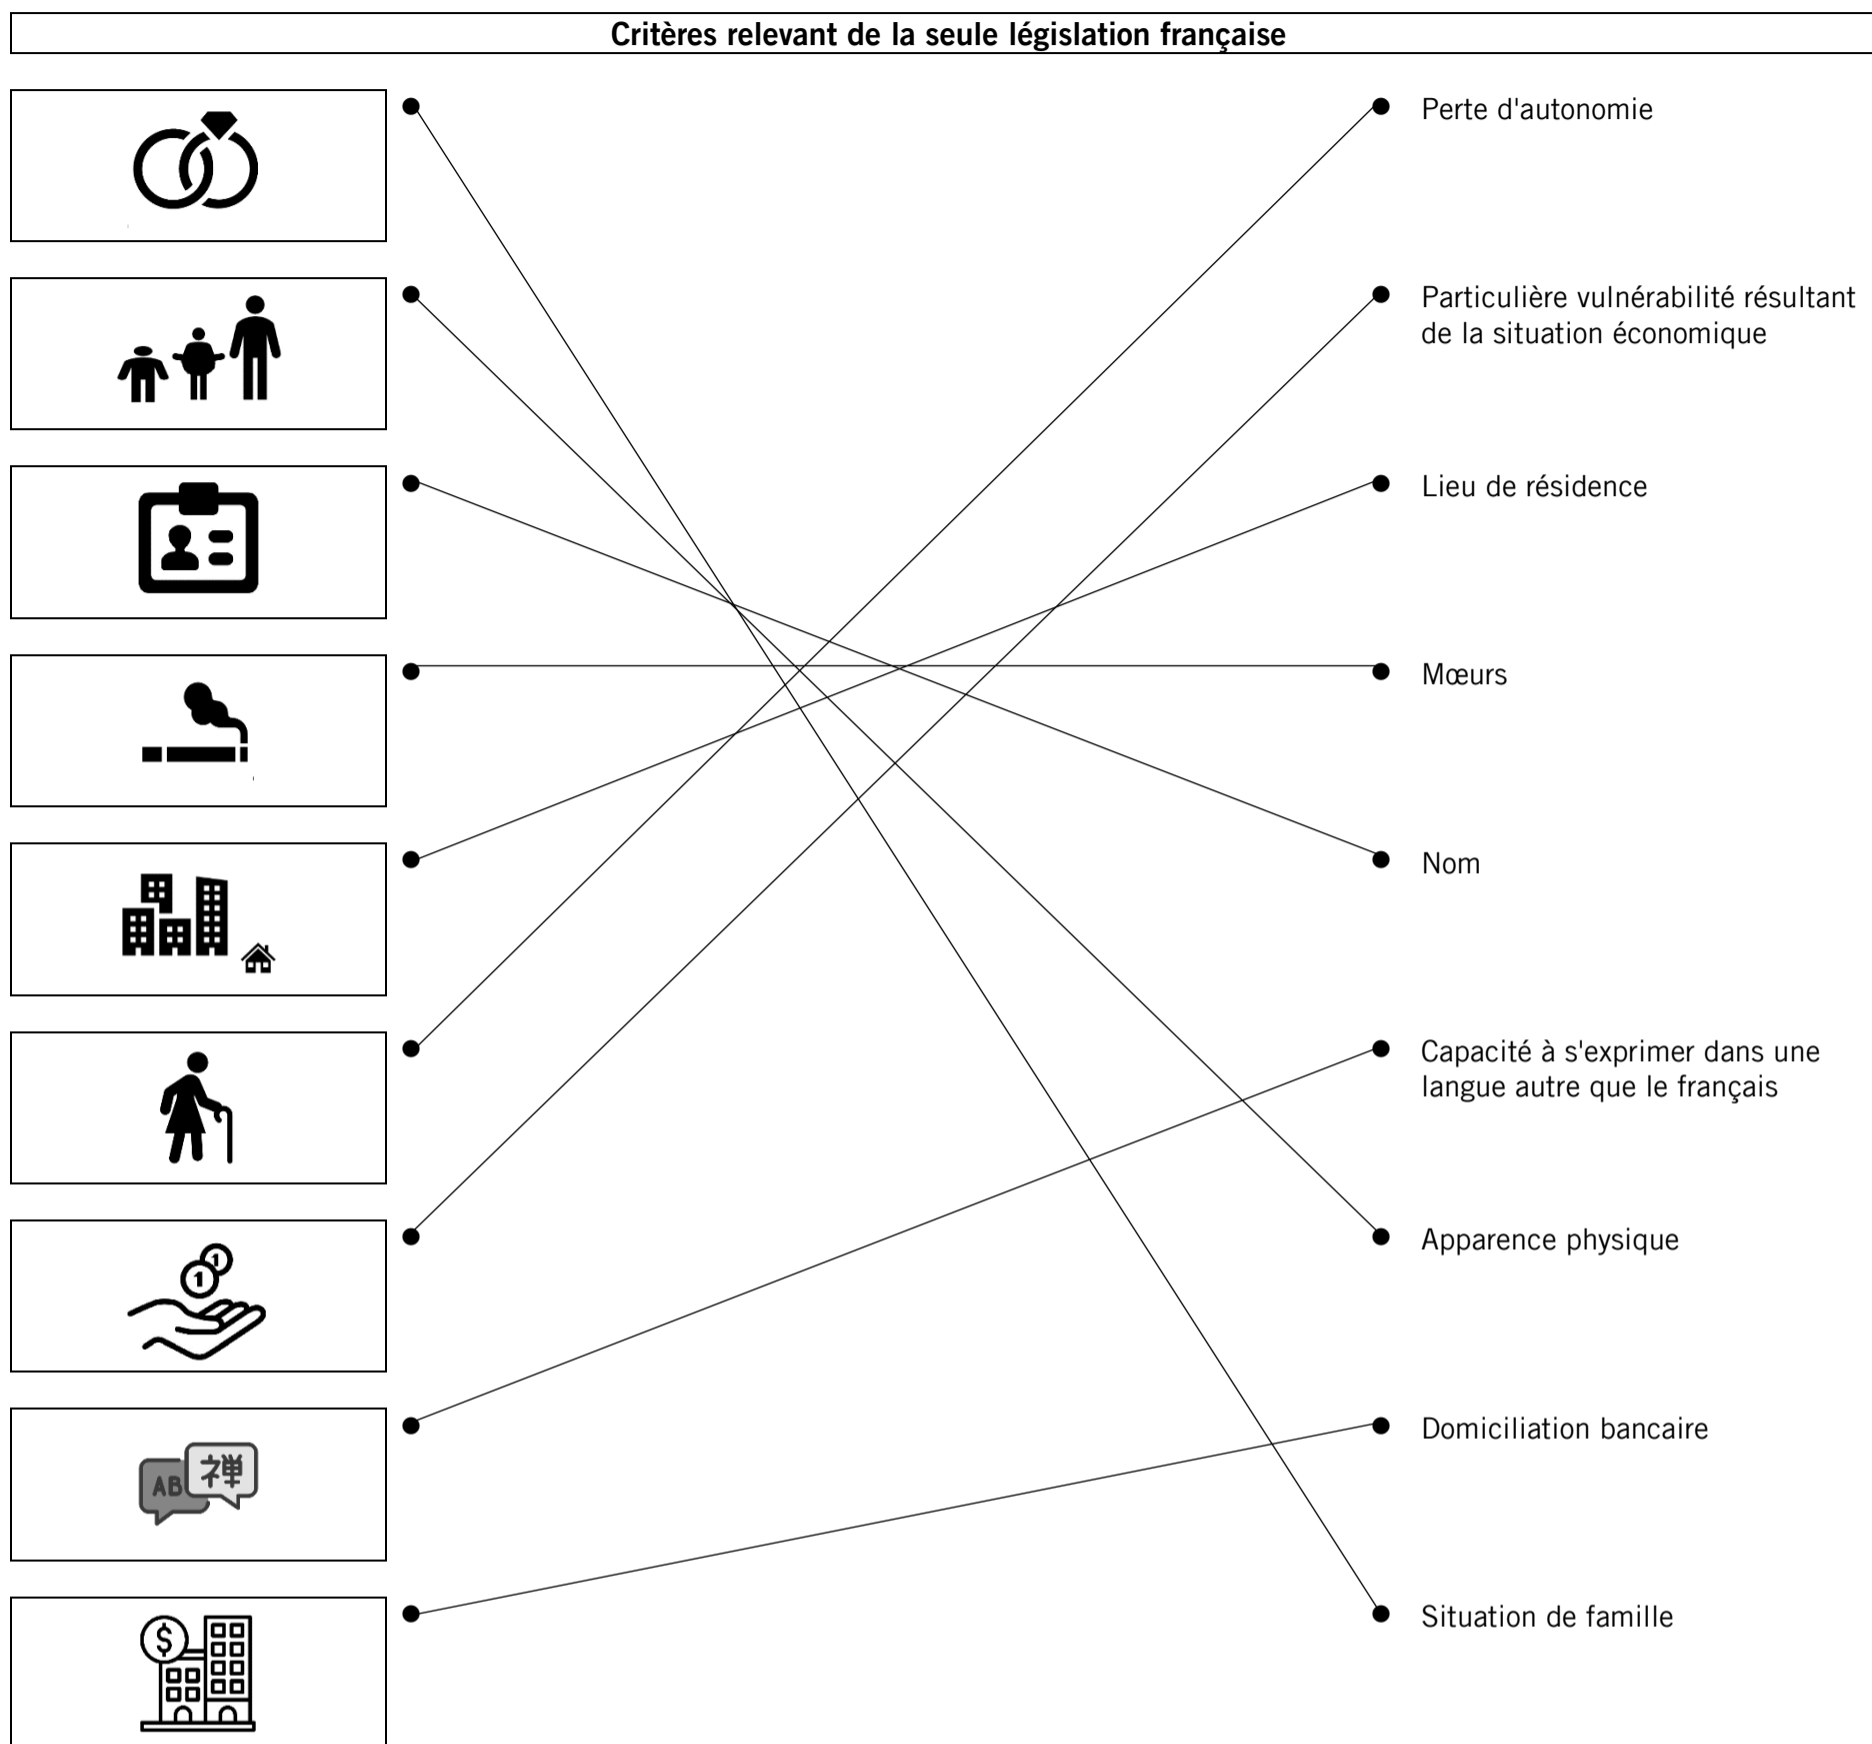 Critères relevant de la seule législation française
Perte d'autonomie
Particulière vulnérabilité résultant
de la situation économique
Lieu de résidence
Mœurs
Nom
Capacité à s'exprimer dans une
langue autre que le français
1
1
Apparence physique
AB 禅
Domiciliation bancaire
$
Situation de famille